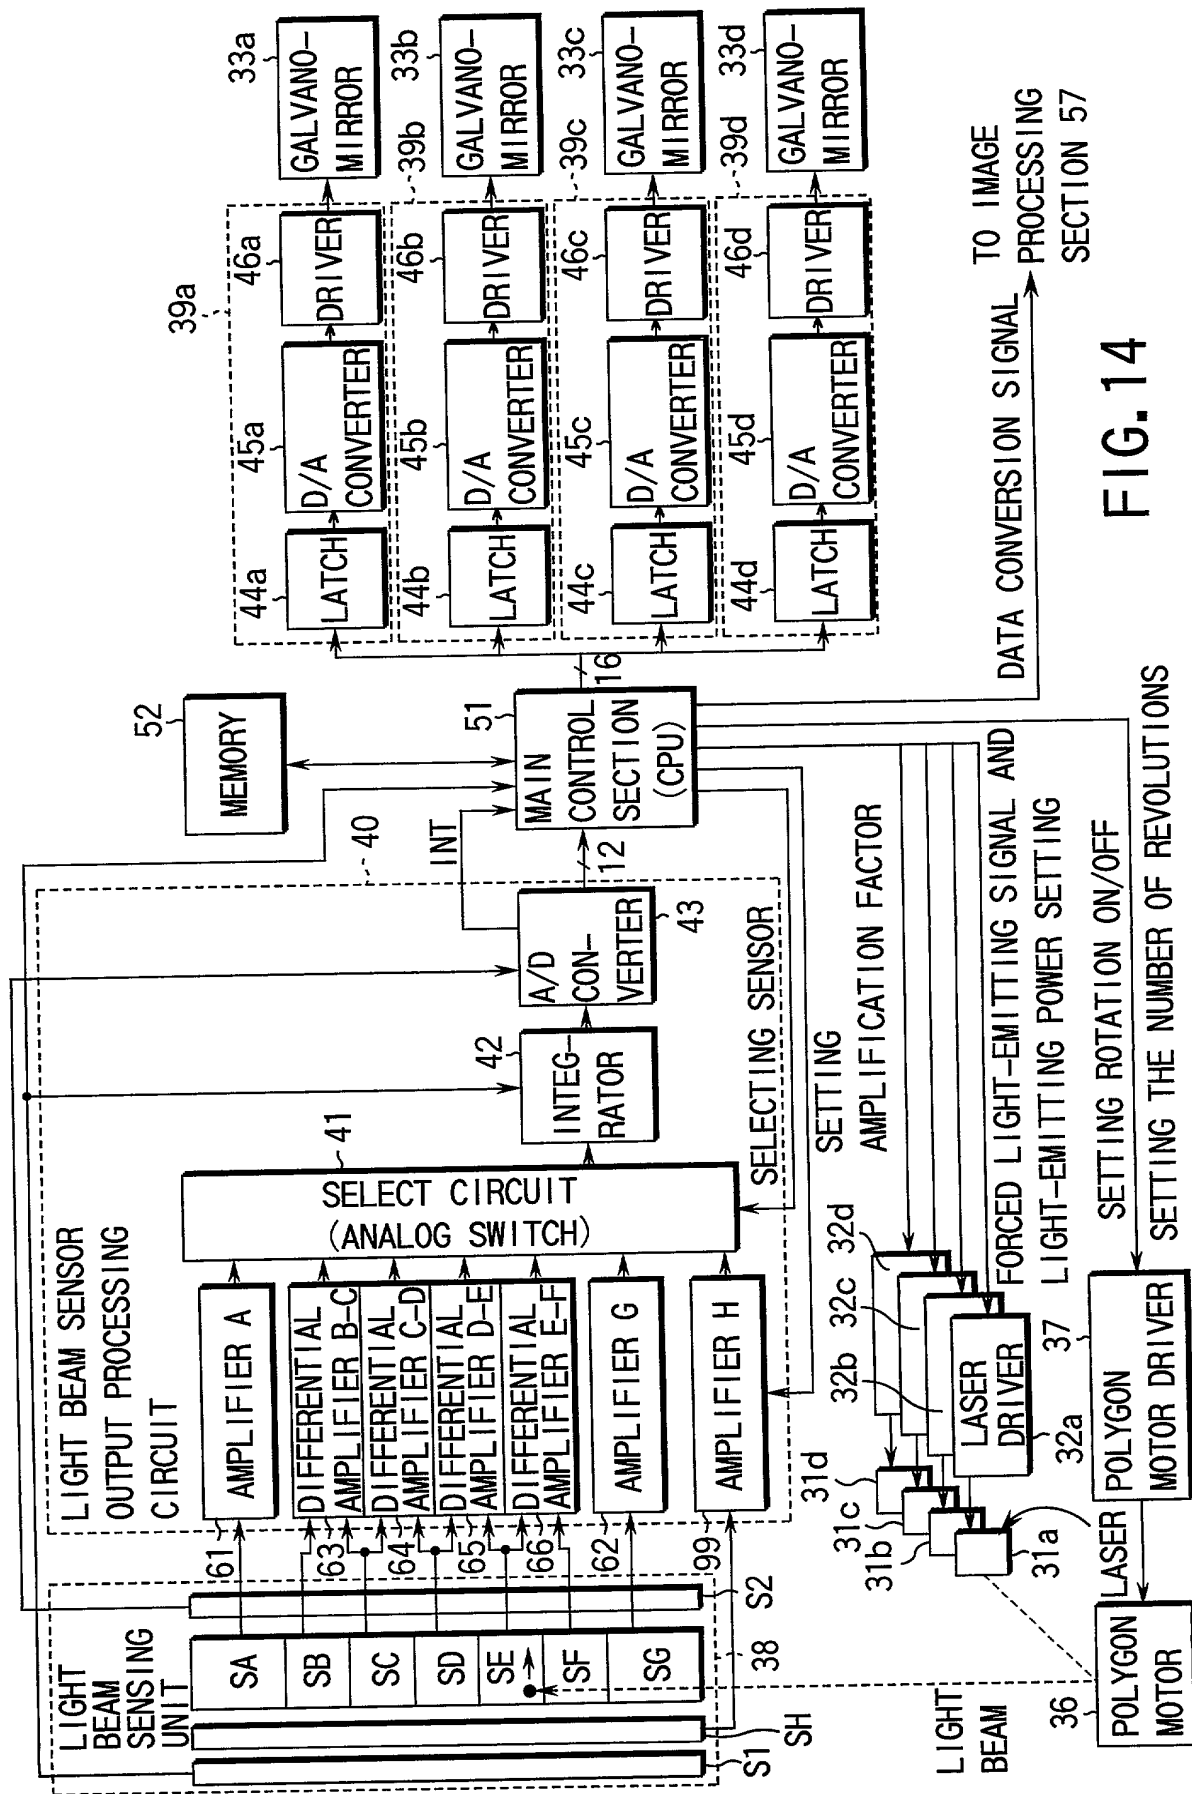 LIGHT
BEAM
SENSING
UNIT
LIGHT BEAM SENSOR
OUTPUT PROCESSING
CIRCUIT
40
52
MEMORY
39a
44a
LATCH
45a
D/A
CONVERTER
46a
DRIVER
33a
GALVANO-
MIRROR
39b
44b
LATCH
45b
D/A
CONVERTER
46b
DRIVER
33b
GALVANO-
MIRROR
39c
44c
LATCH
45c
D/A
CONVERTER
46c
DRIVER
33c
GALVANO-
MIRROR
39d
44d
LATCH
45d
D/A
CONVERTER
46d
DRIVER
33d
GALVANO-
MIRROR
SA
SB
SC
SD
SE
SF
SG
S1
SH
S2
38
61
AMPLIFIER A
63
DIFFERENTIAL
AMPLIFIER B-C
64
DIFFERENTIAL
AMPLIFIER C-D
65
DIFFERENTIAL
AMPLIFIER D-E
66
DIFFERENTIAL
AMPLIFIER E-F
62
AMPLIFIER G
99
AMPLIFIER H
41
SELECT CIRCUIT
(ANALOG SWITCH)
42
INTEG-
RATOR
A/D
CON-
VERTER
43
INT
12
51
MAIN
CONTROL
SECTION
(CPU)
16
SELECTING SENSOR
SETTING
AMPLIFICATION FACTOR
LIGHT
BEAM
31d
31c
31b
31a
LASER
32d
32c
32b
LASER
DRIVER
32a
FORCED LIGHT-EMITTING SIGNAL AND
LIGHT-EMITTING POWER SETTING
DATA CONVERSION SIGNAL
TO IMAGE
PROCESSING
SECTION 57
36
POLYGON
MOTOR
37
POLYGON
MOTOR DRIVER
SETTING ROTATION ON/OFF
SETTING THE NUMBER OF REVOLUTIONS
FIG.14